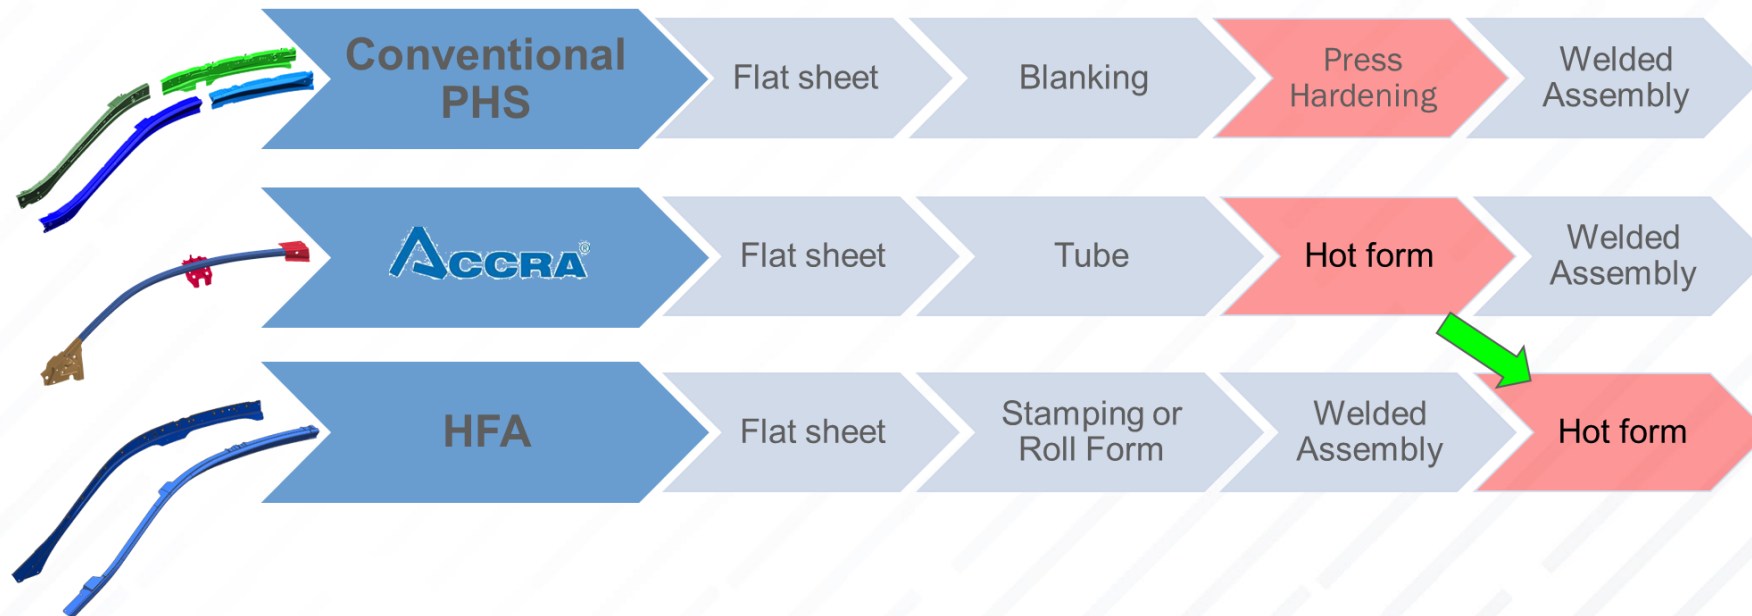 Conventional
PHS
Flat sheet
Blanking
Press
Hardening
Welded
Assembly
ACCRA®
Flat sheet
Tube
Hot form
Welded
Assembly
HFA
Flat sheet
Stamping or
Roll Form
Welded
Assembly
Hot form